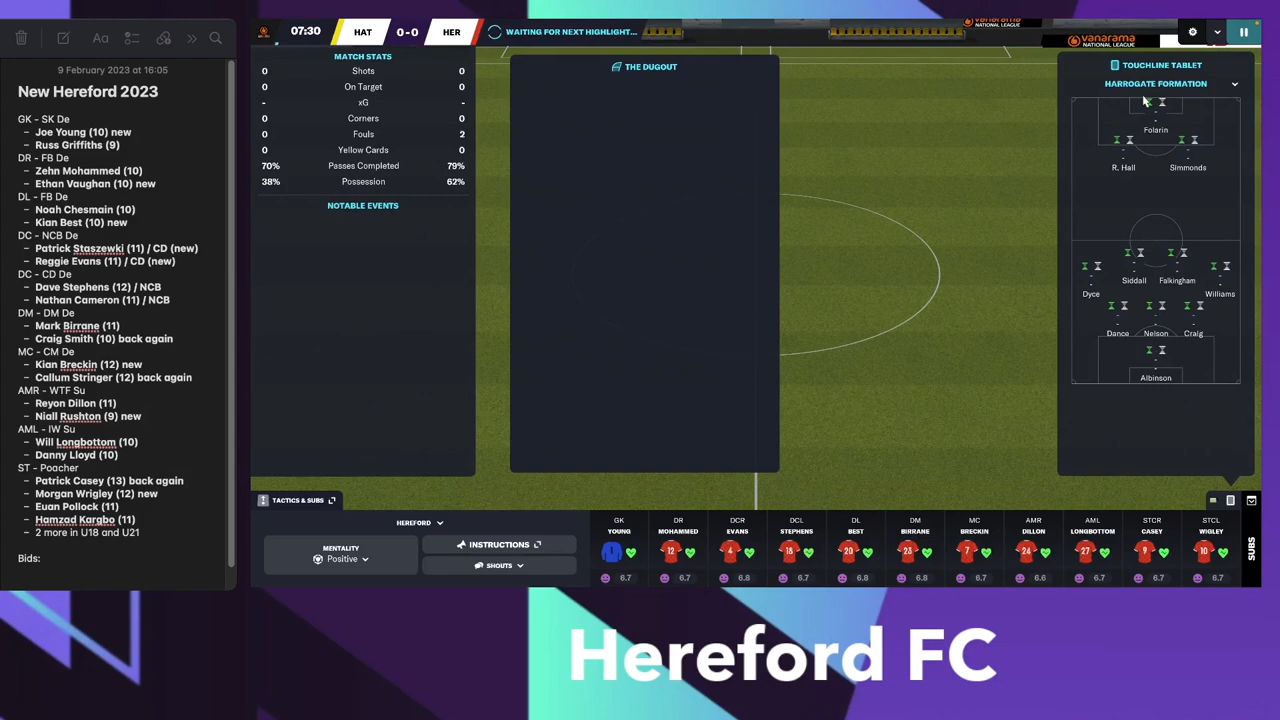 9 February 2023 at 16:05
New Hereford 2023
GK - SK De
– Joe Young (10) new
– Russ Griffiths (9)
DR - FB De
– Zehn Mohammed (10)
– Ethan Vaughan (10) new
DL - FB De
– Noah Chesmain (10)
– Kian Best (10) new
DC - NCB De
– Patrick Staszewki (11) / CD (new)
– Reggie Evans (11) / CD (new)
DC - CD De
– Dave Stephens (12) / NCB
– Nathan Cameron (11) / NCB
DM - DM De
– Mark Birrane (11)
– Craig Smith (10) back again
MC - CM De
– Kian Breckin (12) new
– Callum Stringer (12) back again
AMR - WTF Su
– Reyon Dillon (11)
– Niall Rushton (9) new
AML - IW Su
– Will Longbottom (10)
– Danny Lloyd (10)
ST - Poacher
– Patrick Casey (13) back again
– Morgan Wrigley (12) new
– Euan Pollock (11)
– Hamzad Kargbo (11)
– 2 more in U18 and U21
Bids:
07:30 HAT 0-0 HER WAITING FOR NEXT HIGHLIGHT...
VANARAMA NATIONAL LEAGUE
MATCH STATS
0 Shots 0
0 On Target 0
- xG -
0 Corners 0
0 Fouls 2
0 Yellow Cards 0
70% Passes Completed 79%
38% Possession 62%
NOTABLE EVENTS
THE DUGOUT
TOUCHLINE TABLET
HARROGATE FORMATION
Folarin
R. Hall Simmonds
Siddall Falkingham
Dyce Williams
Dance Nelson Craig
Albinson
TACTICS & SUBS
HEREFORD
MENTALITY
Positive
INSTRUCTIONS
SHOUTS
GK DR DCR DCL DL DM MC AMR AML STCR STCL
YOUNG MOHAMMED EVANS STEPHENS BEST BIRRANE BRECKIN DILLON LONGBOTTOM CASEY WIGLEY
1 12 4 18 20 23 7 24 27 9 10
6.7 6.7 6.8 6.7 6.8 6.8 6.7 6.6 6.7 6.7 6.7
SUBS
Hereford FC